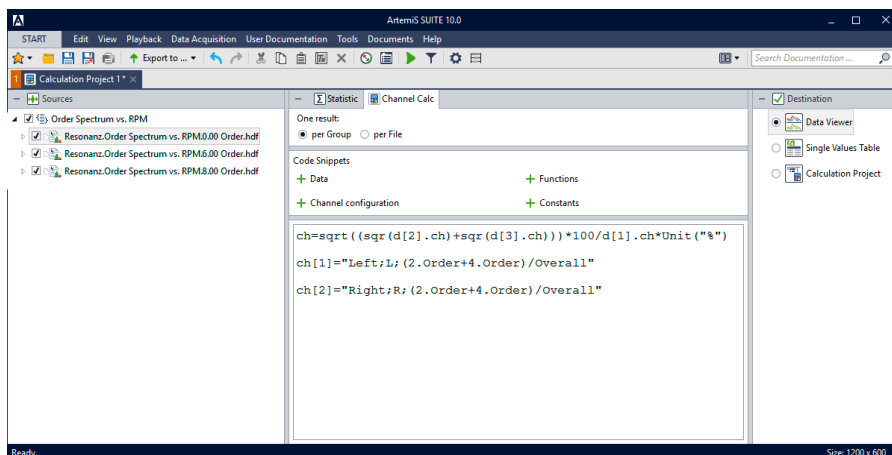 ArtemiS SUITE 10.0
START Edit View Playback Data Acquisition User Documentation Tools Documents Help
Export to ... Search Documentation ...
1 Calculation Project 1*
Sources
Order Spectrum vs. RPM
Resonanz.Order Spectrum vs. RPM.0.00 Order.hdf
Resonanz.Order Spectrum vs. RPM.6.00 Order.hdf
Resonanz.Order Spectrum vs. RPM.8.00 Order.hdf
Σ Statistic Channel Calc
One result:
per Group per File
Code Snippets
+ Data + Functions
+ Channel configuration + Constants
ch=sqrt((sqr(d[2].ch)+sqr(d[3].ch)))*100/d[1].ch*Unit("%")
ch[1]="Left;L;(2.Order+4.Order)/Overall"
ch[2]="Right;R;(2.Order+4.Order)/Overall"
Destination
Data Viewer
Single Values Table
Calculation Project
Ready. Size: 1200 x 600